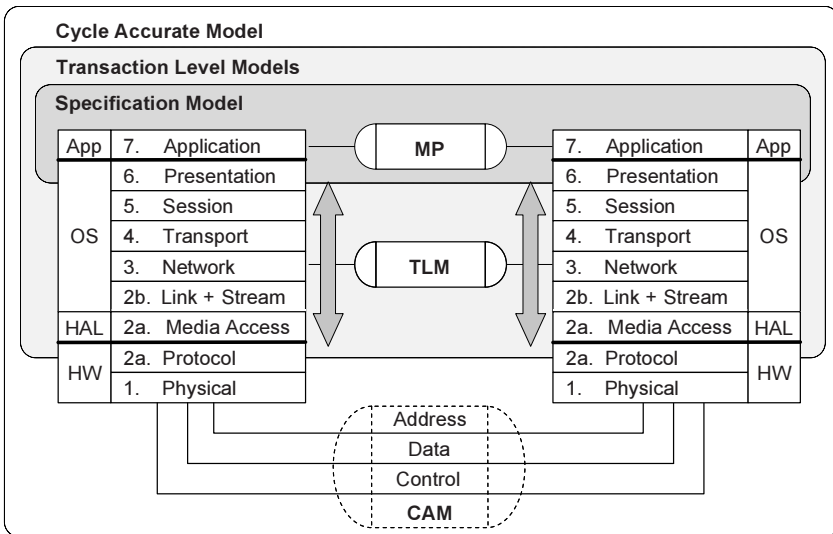 Cycle Accurate Model
Transaction Level Models
Specification Model
App 7. Application MP 7. Application App
6. Presentation 6. Presentation
5. Session 5. Session
OS 4. Transport 4. Transport OS
3. Network TLM 3. Network
2b. Link + Stream 2b. Link + Stream
HAL 2a. Media Access 2a. Media Access HAL
HW 2a. Protocol 2a. Protocol HW
1. Physical 1. Physical
Address
Data
Control
CAM